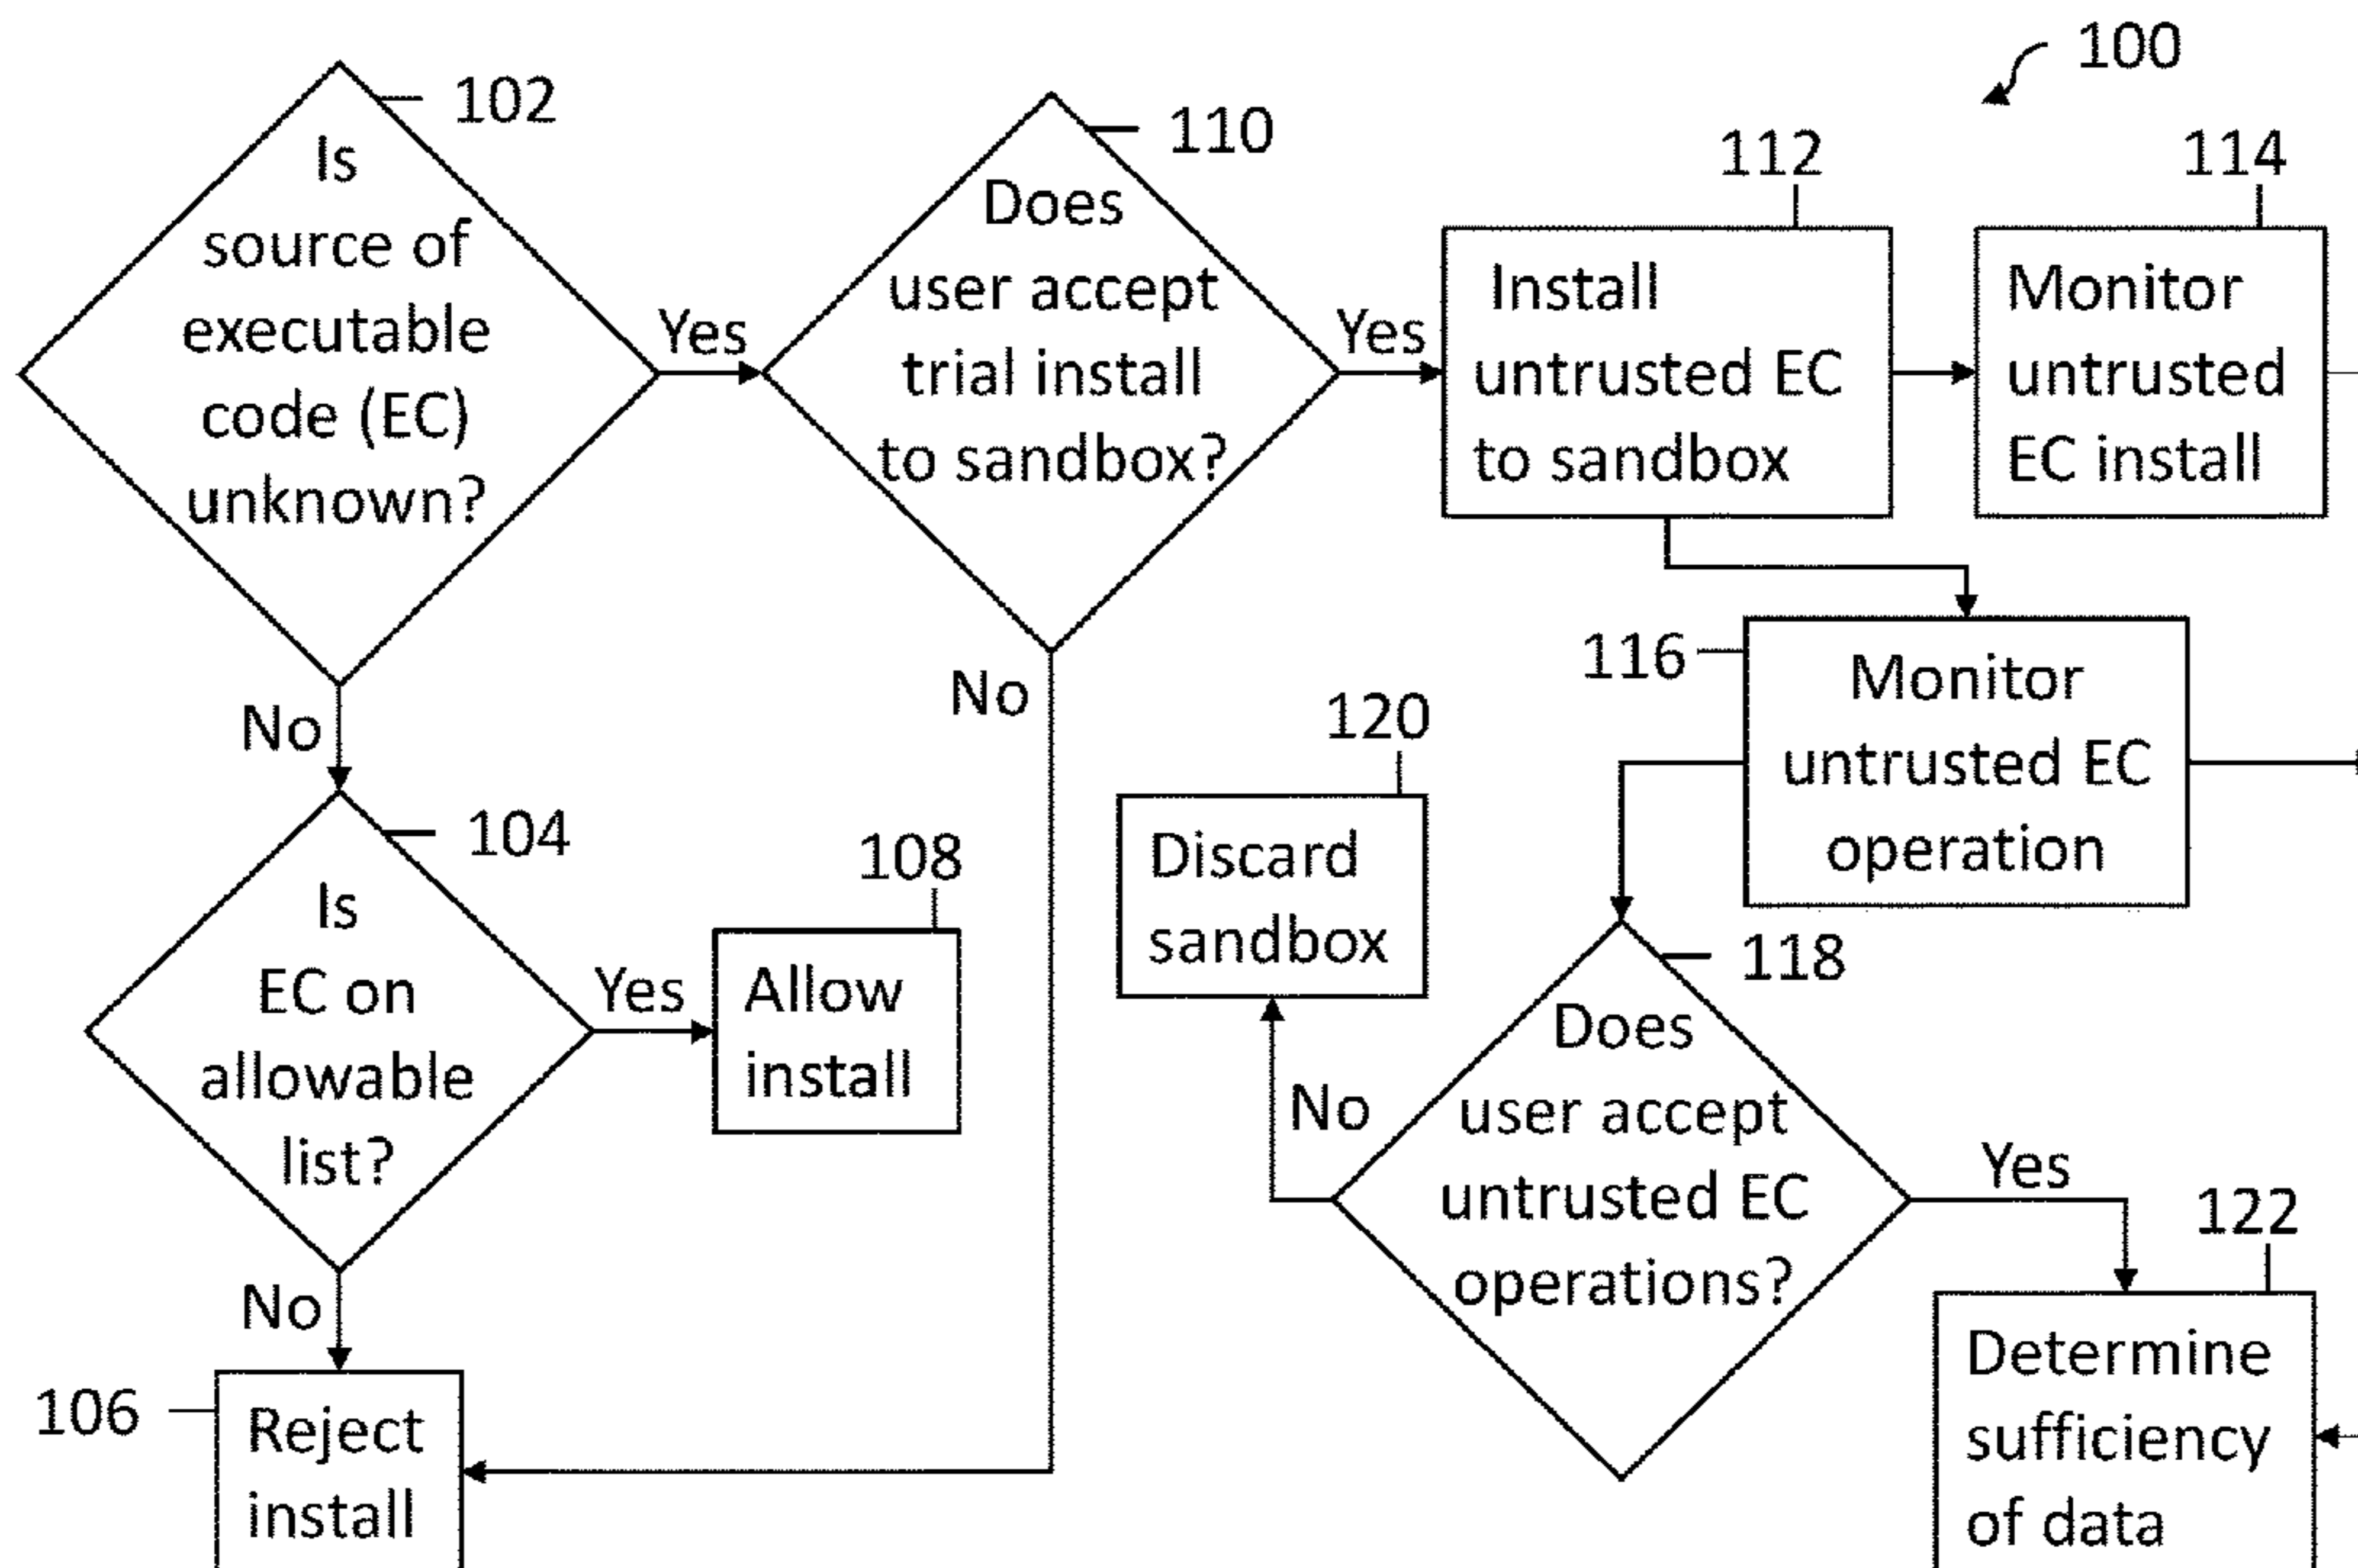 100
102
Is
source of
executable
code (EC)
unknown?
Yes
No
110
Does
user accept
trial install
to sandbox?
Yes
No
112
Install
untrusted EC
to sandbox
114
Monitor
untrusted
EC install
116
Monitor
untrusted EC
operation
104
Is
EC on
allowable
list?
Yes
No
108
Allow
install
120
Discard
sandbox
118
Does
user accept
untrusted EC
operations?
No
Yes
122
Determine
sufficiency
of data
106
Reject
install